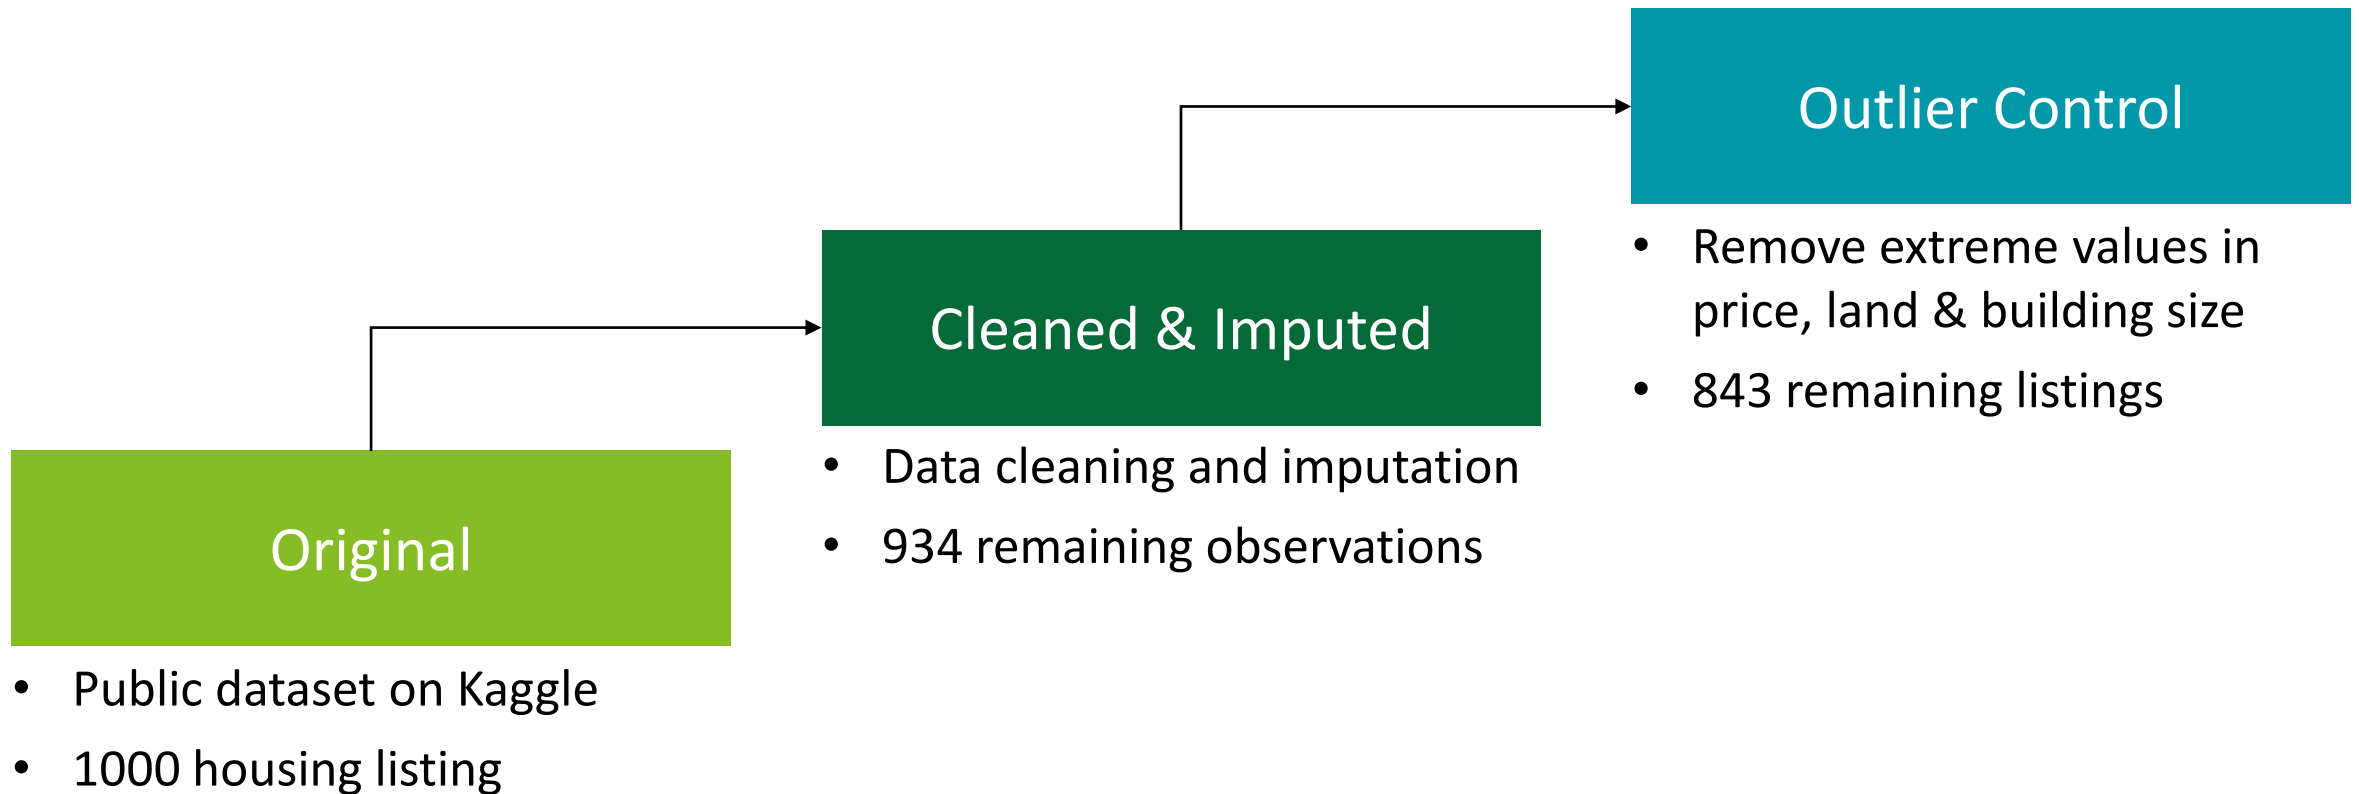 Original
• Public dataset on Kaggle
• 1000 housing listing
Cleaned & Imputed
• Data cleaning and imputation
• 934 remaining observations
Outlier Control
• Remove extreme values in
price, land & building size
• 843 remaining listings